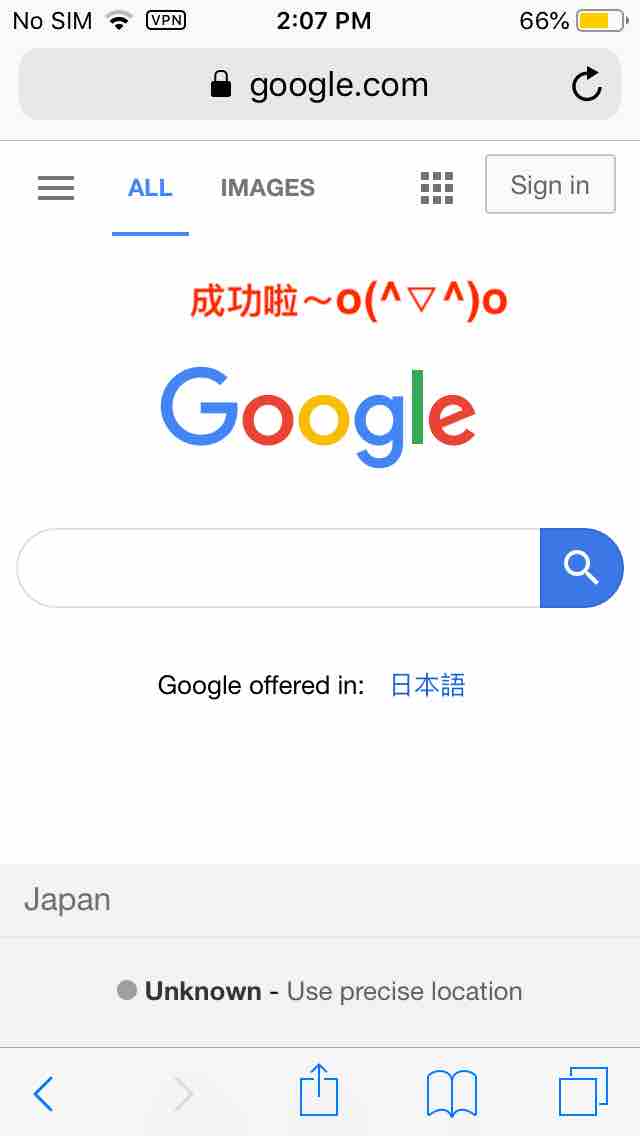 No SIM VPN 2:07 PM 66%
google.com
ALL IMAGES Sign in
成功啦～o(^▽^)o
Google
Google offered in: 日本語
Japan
Unknown - Use precise location